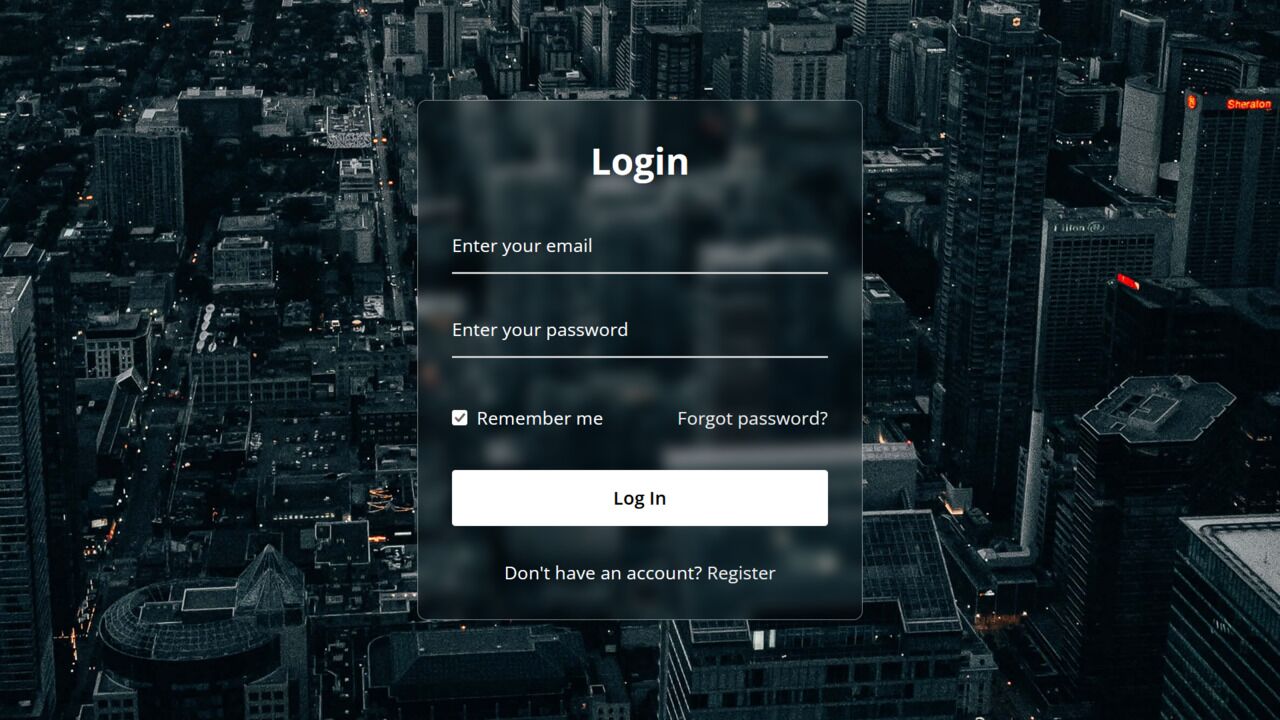 Sheraton
Login
Hilton
Enter your email
Enter your password
Remember me
Forgot password?
Log In
Don't have an account? Register